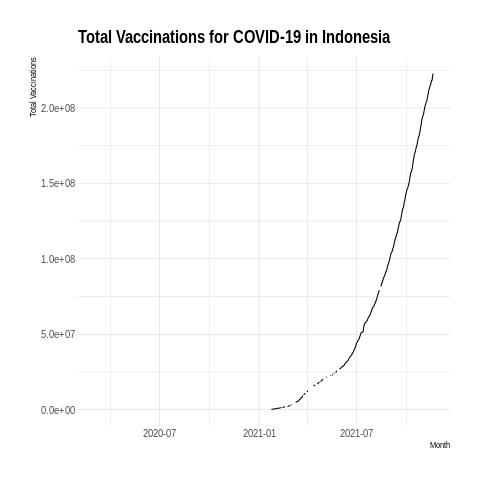 Total Vaccinations for COVID-19 in Indonesia
Total Vaccinations
2.0e+08
1.5e+08
1.0e+08
5.0e+07
0.0e+00
2020-07
2021-01
2021-07
Month